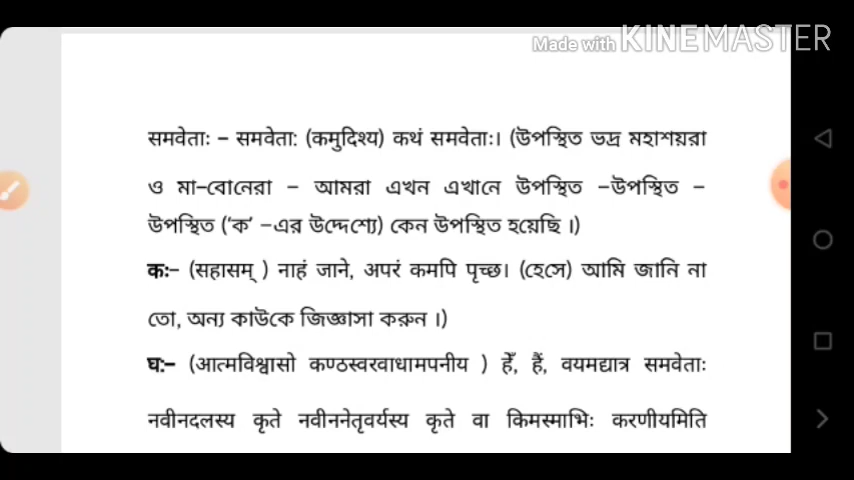 Made with KINEMASTER
समवेताः – समवेता: (कमुदिश्य) कथं समवेताः। (উপস্থিত ভদ্র মহাশয়রা
ও মা-বোনেরা – আমরা এখন এখানে উপস্থিত –উপস্থিত –
উপস্থিত (‘ক’ –এর উদ্দেশ্যে) কেন উপস্থিত হয়েছি ।)
कः– (सहासम् ) नाहं जाने, अपरं कमपि पृच्छ। (হেসে) আমি জানি না
তো, অন্য কাউকে জিজ্ঞাসা করুন ।)
घ:– (आत्मविश्वासो कण्ठस्वरवाधामपनीय ) हेँ, हैं, वयमद्यात्र समवेताः
नवीनदलस्य कृते नवीननेतृवर्यस्य कृते वा किमस्माभिः करणीयमिति